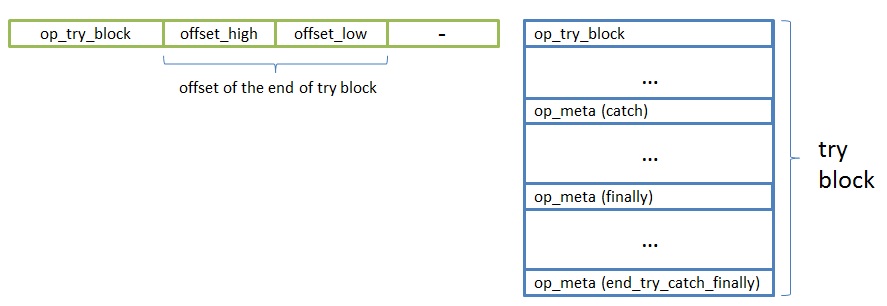 op_try_block offset_high offset_low -
offset of the end of try block
op_try_block
...
op_meta (catch)
...
op_meta (finally)
...
op_meta (end_try_catch_finally)
try
block